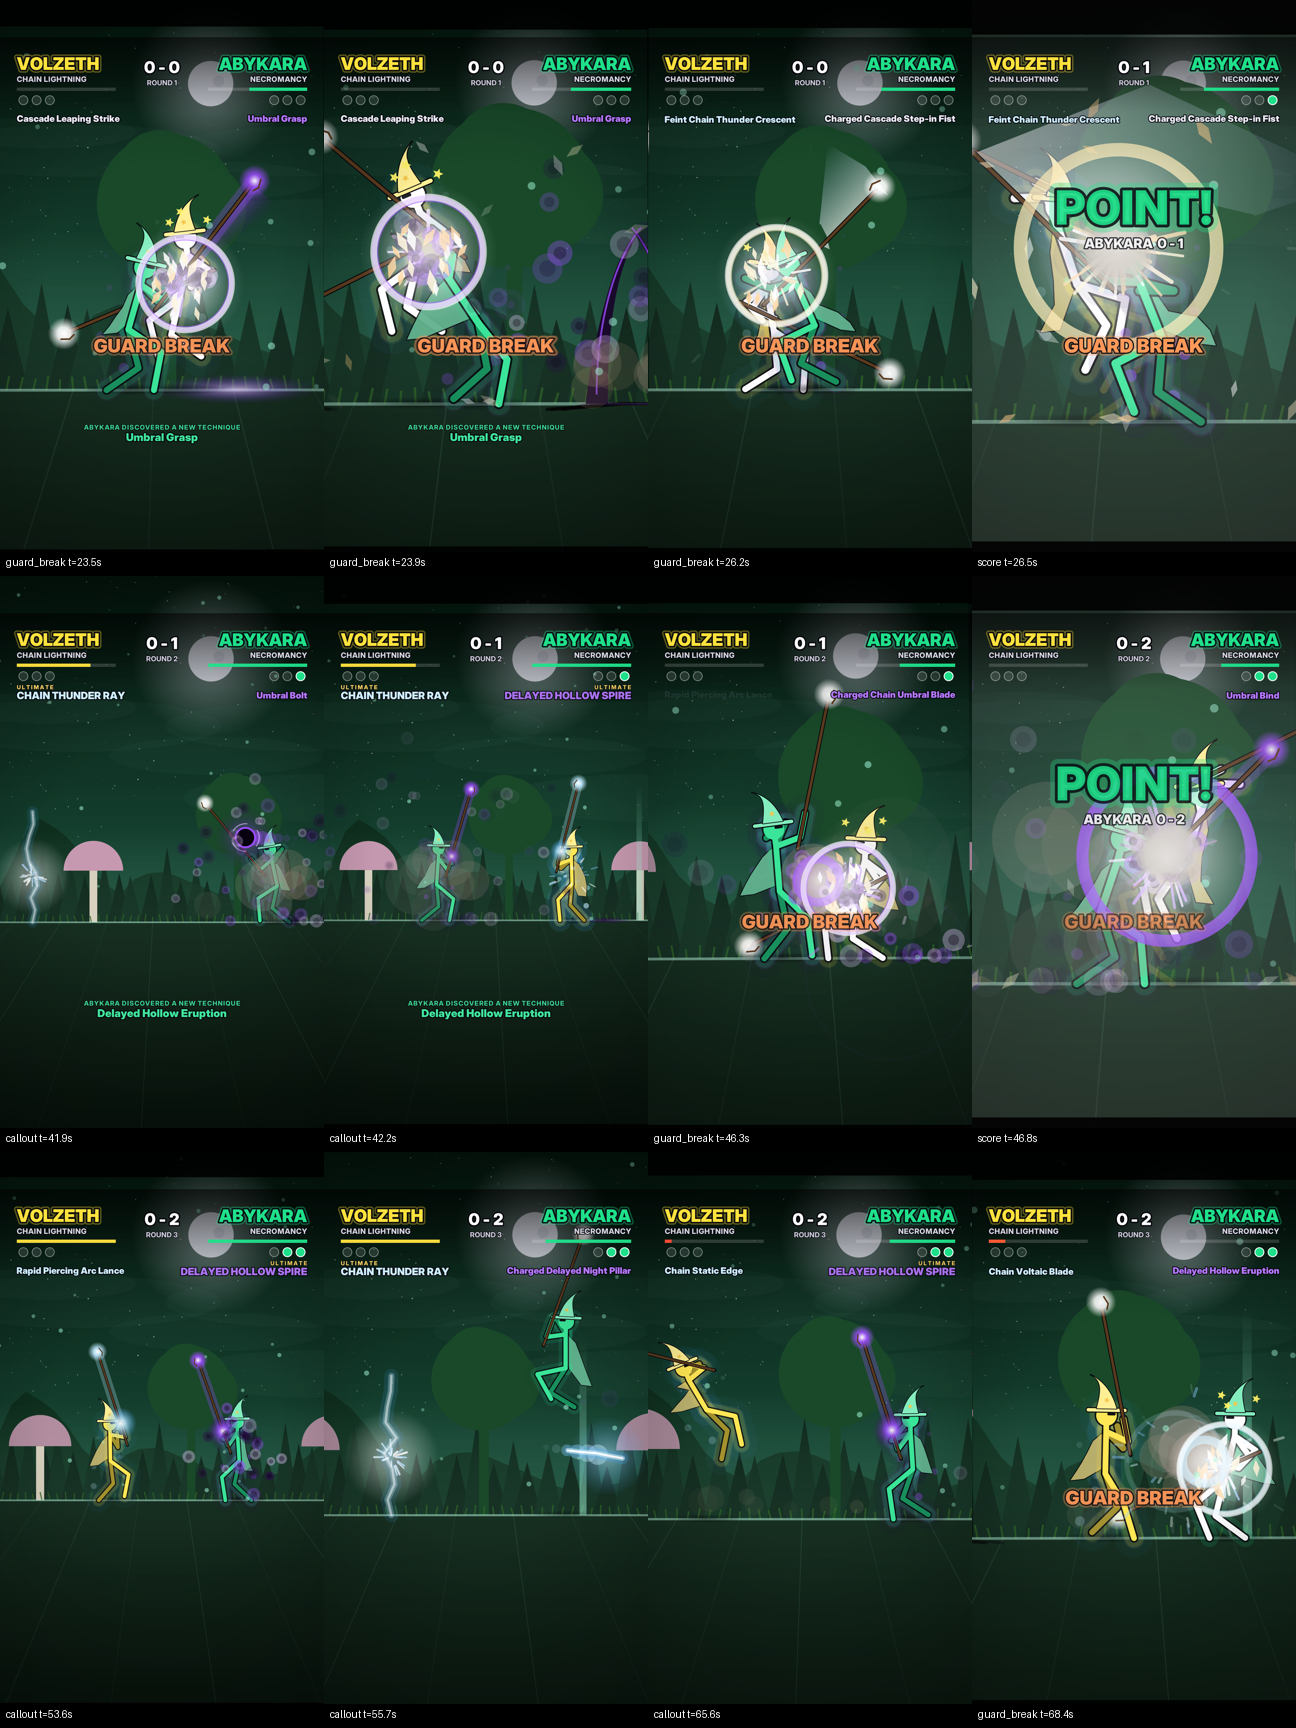 VOLZETH
CHAIN LIGHTNING
0-0
ROUND 1
ABYKARA
NECROMANCY
Cascade Leaping Strike
Umbral Grasp
GUARD BREAK
ABYKARA DISCOVERED A NEW TECHNIQUE
Umbral Grasp
guard_break t=23.5s
VOLZETH
CHAIN LIGHTNING
0-0
ROUND 1
ABYKARA
NECROMANCY
Cascade Leaping Strike
Umbral Grasp
GUARD BREAK
ABYKARA DISCOVERED A NEW TECHNIQUE
Umbral Grasp
guard_break t=23.9s
VOLZETH
CHAIN LIGHTNING
0-0
ROUND 1
ABYKARA
NECROMANCY
Feint Chain Thunder Crescent
Charged Cascade Step-in Fist
GUARD BREAK
guard_break t=26.2s
VOLZETH
CHAIN LIGHTNING
0-1
ROUND 1
ABYKARA
NECROMANCY
Feint Chain Thunder Crescent
Charged Cascade Step-in Fist
POINT!
ABYKARA 0-1
GUARD BREAK
score t=26.5s
VOLZETH
CHAIN LIGHTNING
0-1
ROUND 2
ABYKARA
NECROMANCY
ULTIMATE
CHAIN THUNDER RAY
Umbral Bolt
ABYKARA DISCOVERED A NEW TECHNIQUE
Delayed Hollow Eruption
callout t=41.9s
VOLZETH
CHAIN LIGHTNING
0-1
ROUND 2
ABYKARA
NECROMANCY
ULTIMATE
CHAIN THUNDER RAY
ULTIMATE
DELAYED HOLLOW SPIRE
ABYKARA DISCOVERED A NEW TECHNIQUE
Delayed Hollow Eruption
callout t=42.2s
VOLZETH
CHAIN LIGHTNING
0-1
ROUND 2
ABYKARA
NECROMANCY
Rapid Piercing Arc Lance
Charged Chain Umbral Blade
GUARD BREAK
guard_break t=46.3s
VOLZETH
CHAIN LIGHTNING
0-2
ROUND 2
ABYKARA
NECROMANCY
Umbral Bind
POINT!
ABYKARA 0-2
GUARD BREAK
score t=46.8s
VOLZETH
CHAIN LIGHTNING
0-2
ROUND 3
ABYKARA
NECROMANCY
Rapid Piercing Arc Lance
ULTIMATE
DELAYED HOLLOW SPIRE
callout t=53.6s
VOLZETH
CHAIN LIGHTNING
0-2
ROUND 3
ABYKARA
NECROMANCY
ULTIMATE
CHAIN THUNDER RAY
Charged Delayed Night Pillar
callout t=55.7s
VOLZETH
CHAIN LIGHTNING
0-2
ROUND 3
ABYKARA
NECROMANCY
Chain Static Edge
ULTIMATE
DELAYED HOLLOW SPIRE
callout t=65.6s
VOLZETH
CHAIN LIGHTNING
0-2
ROUND 3
ABYKARA
NECROMANCY
Chain Voltaic Blade
Delayed Hollow Eruption
GUARD BREAK
guard_break t=68.4s